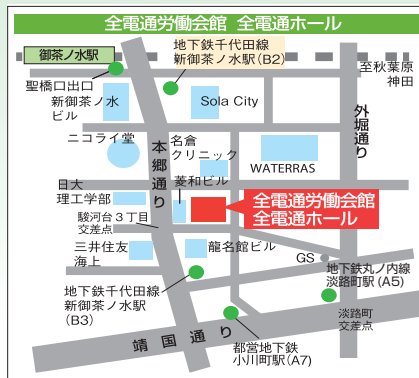 全電通労働会館 全電通ホール
御茶ノ水駅
地下鉄千代田線
新御茶ノ水駅(B2)
至秋葉原
神田
聖橋口出口
新御茶ノ水
ビル
Sola City
外堀通り
ニコライ堂
本郷通り
名倉
クリニック
WATERRAS
日大
理工学部
菱和ビル
全電通労働会館
全電通ホール
駿河台3丁目
交差点
三井住友
海上
龍名館ビル
GS
地下鉄丸ノ内線
淡路町駅(A5)
地下鉄千代田線
新御茶ノ水駅
(B3)
淡路町
交差点
靖国通り
都営地下鉄
小川町駅(A7)